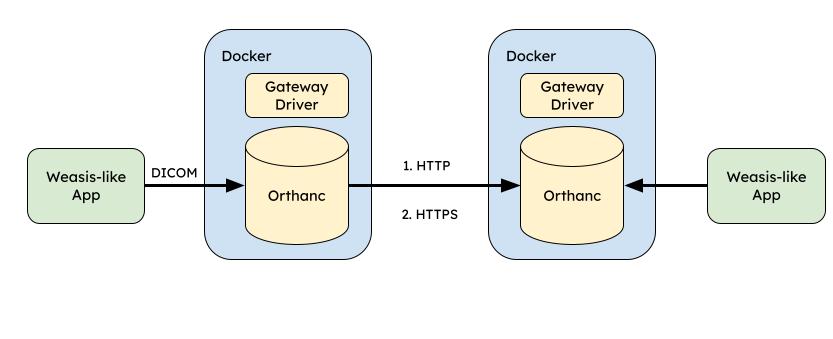 Docker
Gateway
Driver
Weasis-like
App
DICOM
Orthanc
1. HTTP
2. HTTPS
Docker
Gateway
Driver
Orthanc
Weasis-like
App